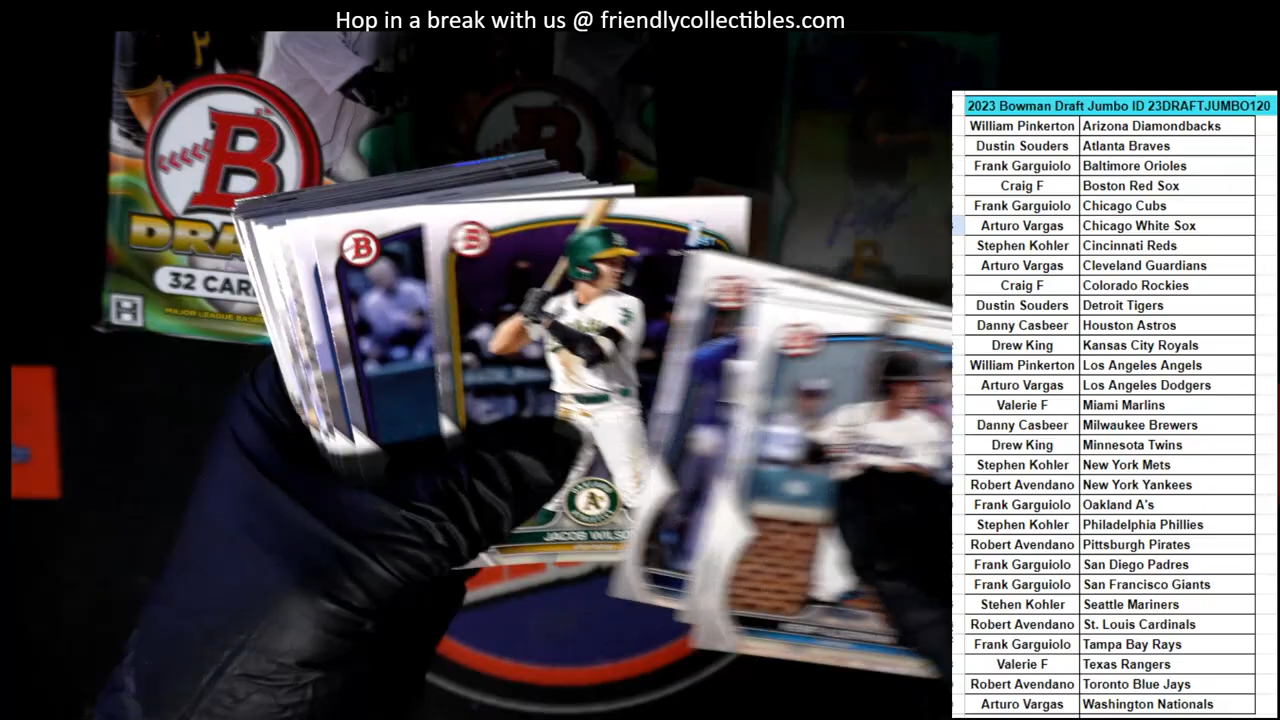 Hop in a break with us @ friendlycollectibles.com
B
DRA
32 CAR
H
MAJOR LEAGUE BASEB
B
B
1ST
A's
JACOB WILSO
2023 Bowman Draft Jumbo ID 23DRAFTJUMBO120
William Pinkerton Arizona Diamondbacks
Dustin Souders Atlanta Braves
Frank Garguiolo Baltimore Orioles
Craig F Boston Red Sox
Frank Garguiolo Chicago Cubs
Arturo Vargas Chicago White Sox
Stephen Kohler Cincinnati Reds
Arturo Vargas Cleveland Guardians
Craig F Colorado Rockies
Dustin Souders Detroit Tigers
Danny Casbeer Houston Astros
Drew King Kansas City Royals
William Pinkerton Los Angeles Angels
Arturo Vargas Los Angeles Dodgers
Valerie F Miami Marlins
Danny Casbeer Milwaukee Brewers
Drew King Minnesota Twins
Stephen Kohler New York Mets
Robert Avendano New York Yankees
Frank Garguiolo Oakland A's
Stephen Kohler Philadelphia Phillies
Robert Avendano Pittsburgh Pirates
Frank Garguiolo San Diego Padres
Frank Garguiolo San Francisco Giants
Stehen Kohler Seattle Mariners
Robert Avendano St. Louis Cardinals
Frank Garguiolo Tampa Bay Rays
Valerie F Texas Rangers
Robert Avendano Toronto Blue Jays
Arturo Vargas Washington Nationals